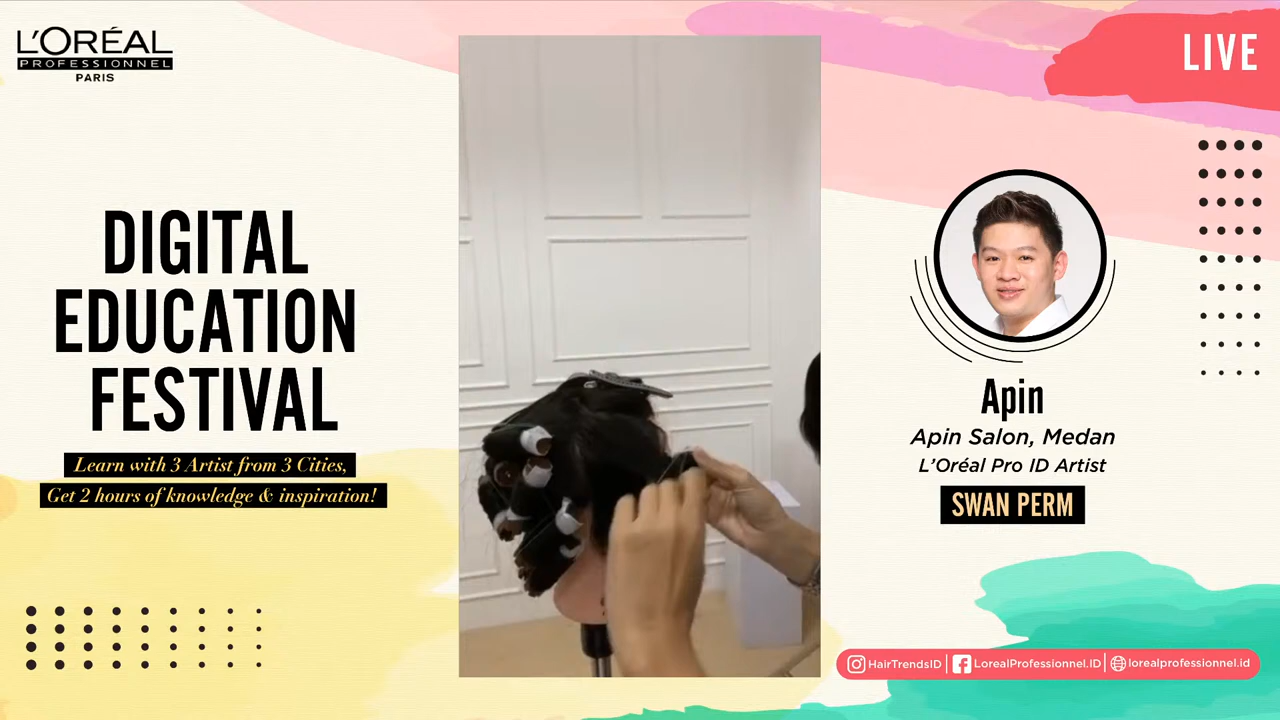 L'ORÉAL
PROFESSIONNEL
PARIS
LIVE
DIGITAL
EDUCATION
FESTIVAL
Learn with 3 Artist from 3 Cities,
Get 2 hours of knowledge & inspiration!
Apin
Apin Salon, Medan
L'Oréal Pro ID Artist
SWAN PERM
HairTrendsID | LorealProfessionnel.ID | lorealprofessionnel.id